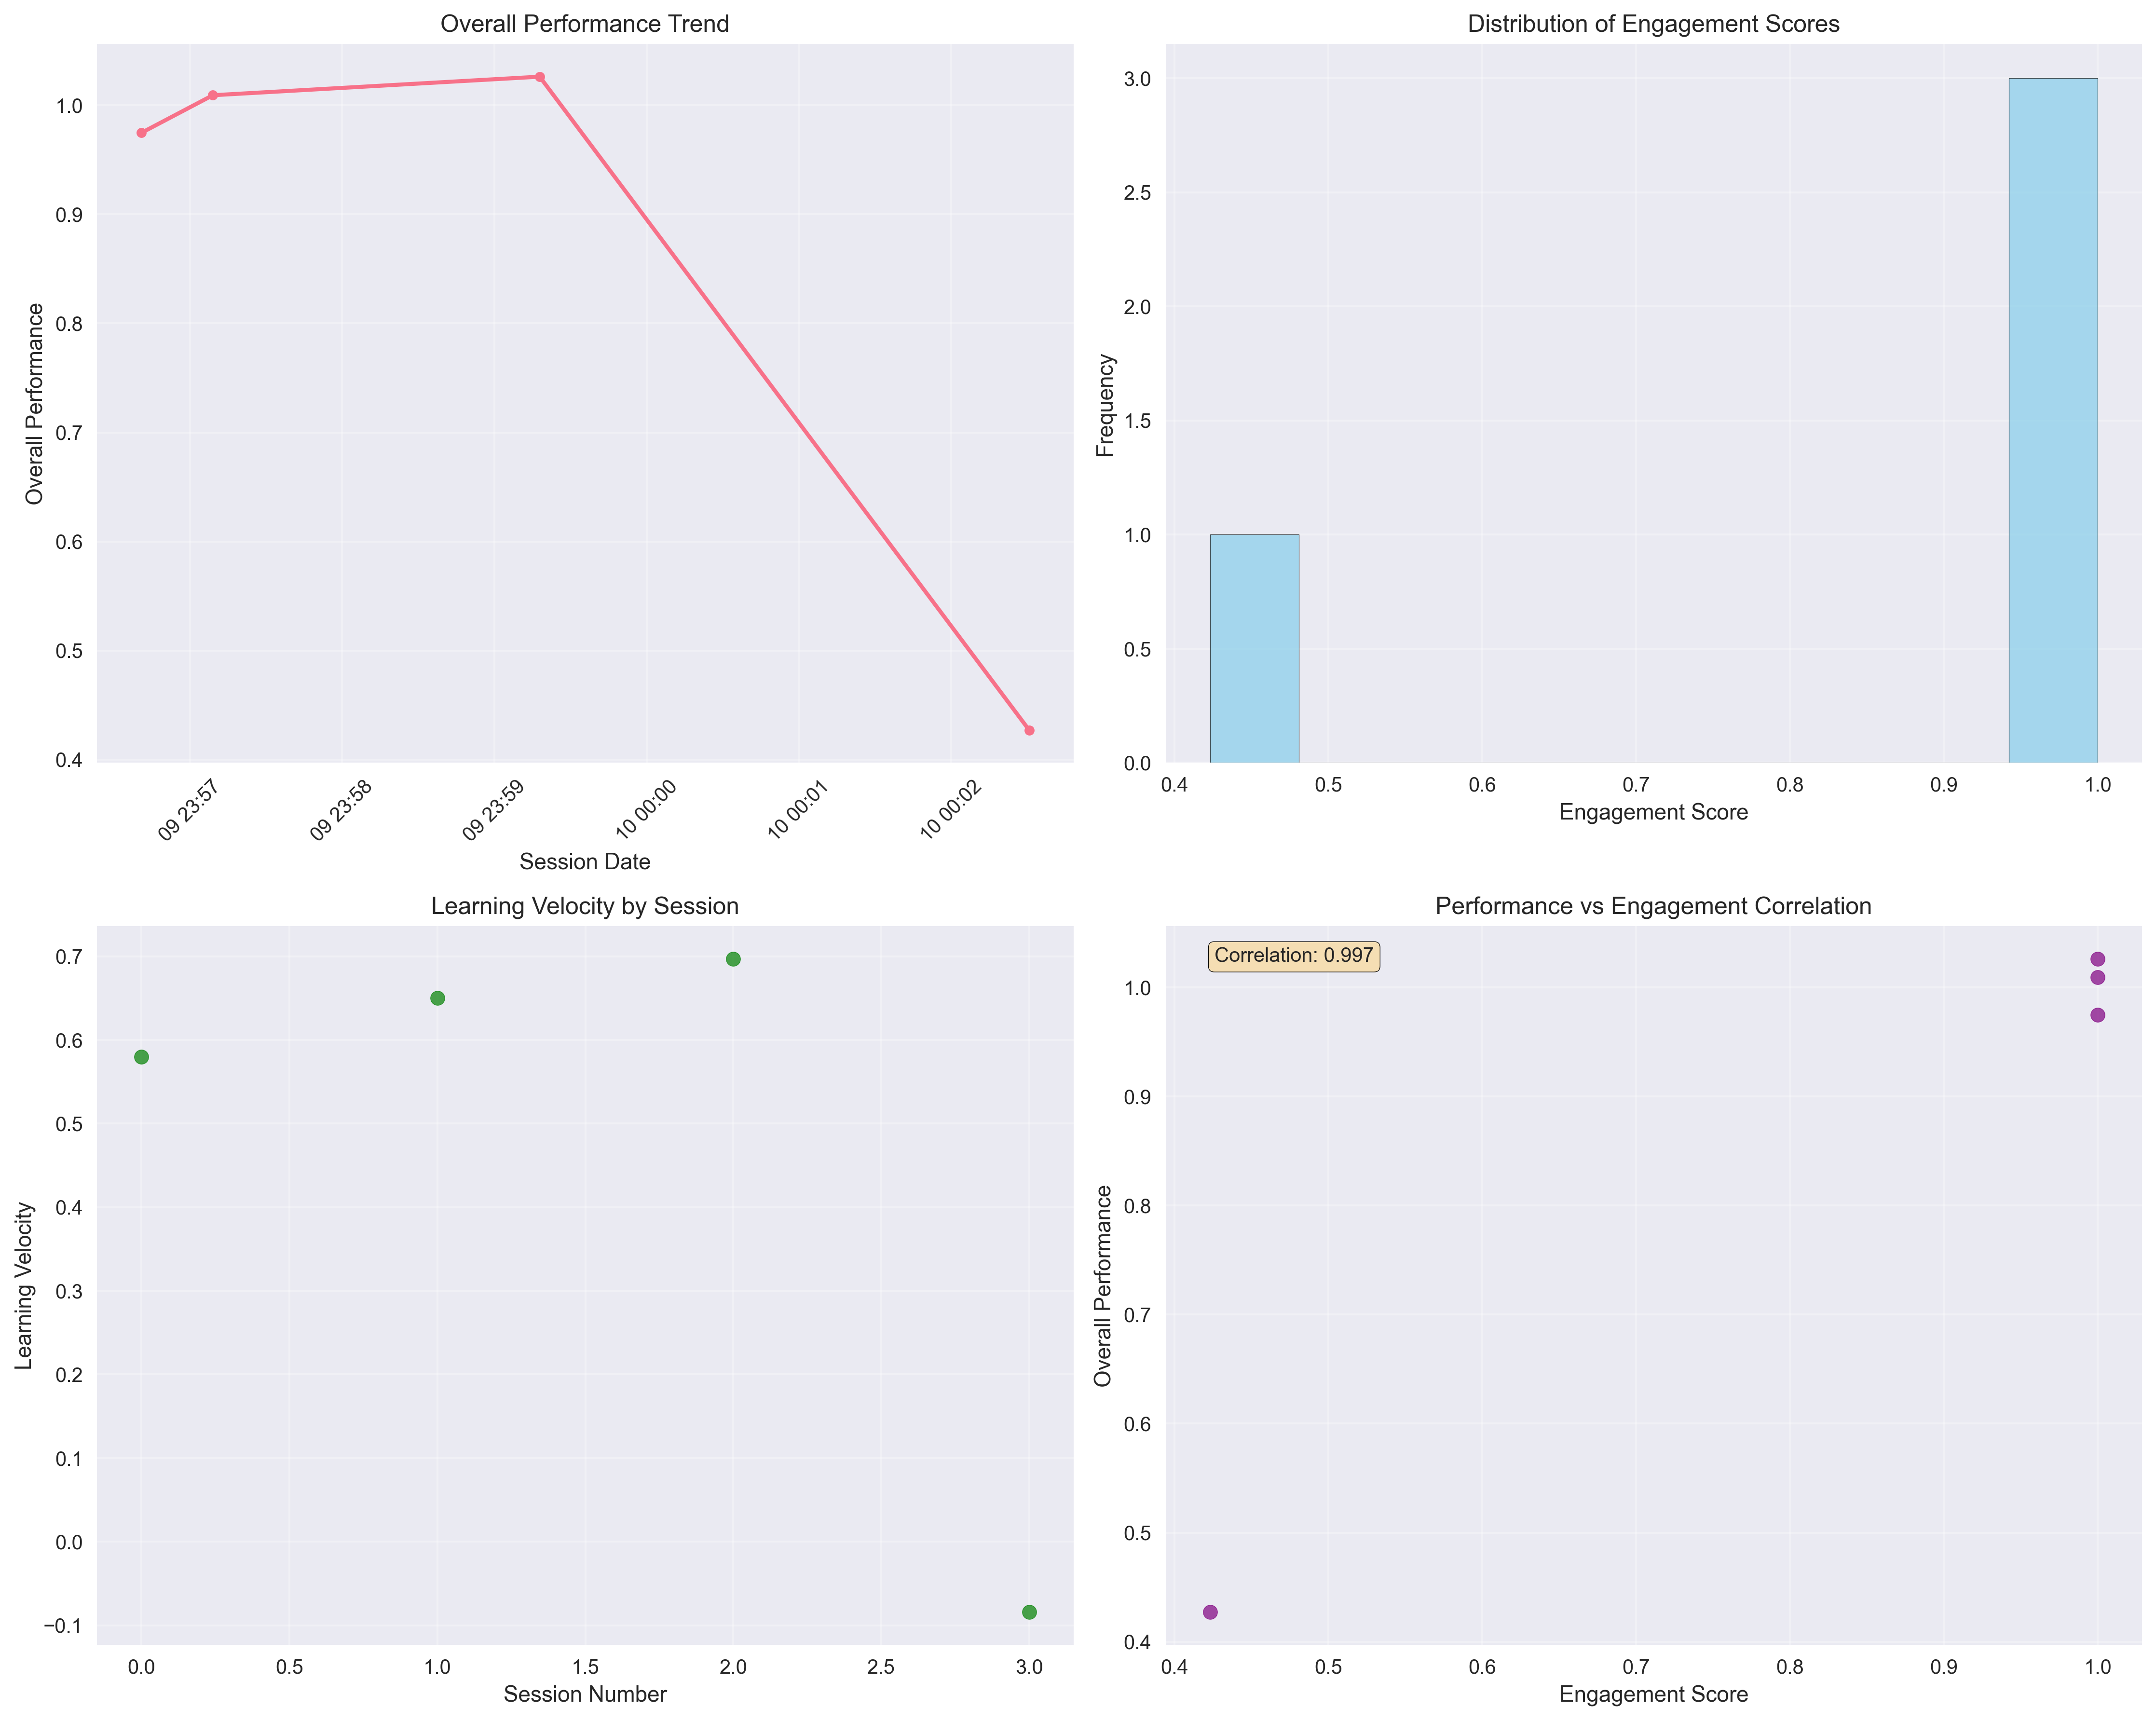 Overall Performance Trend
1.0
0.9
0.8
0.7
0.6
0.5
0.4
Overall Performance
09 23:57
09 23:58
09 23:59
10 00:00
10 00:01
10 00:02
Session Date
Distribution of Engagement Scores
3.0
2.5
2.0
1.5
1.0
0.5
0.0
Frequency
0.4 0.5 0.6 0.7 0.8 0.9 1.0
Engagement Score
Learning Velocity by Session
0.7
0.6
0.5
0.4
0.3
0.2
0.1
0.0
−0.1
Learning Velocity
0.0 0.5 1.0 1.5 2.0 2.5 3.0
Session Number
Performance vs Engagement Correlation
Correlation: 0.997
1.0
0.9
0.8
0.7
0.6
0.5
0.4
Overall Performance
0.4 0.5 0.6 0.7 0.8 0.9 1.0
Engagement Score